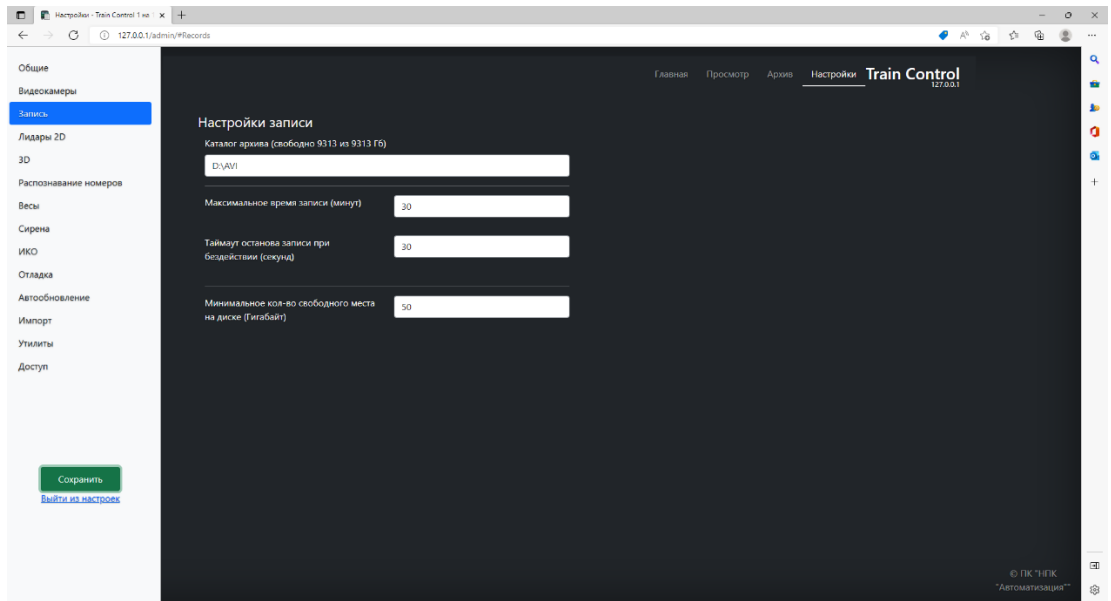 Настройки - Train Control 1 на 1
127.0.0.1/admin/#Records
Общие
Видеокамеры
Запись
Лидары 2D
3D
Распознавание номеров
Весы
Сирена
ИКО
Отладка
Автообновление
Импорт
Утилиты
Доступ
Сохранить
Выйти из настроек
Главная Просмотр Архив Настройки Train Control
127.0.0.1
Настройки записи
Каталог архива (свободно 9313 из 9313 Гб)
D:\AVI
Максимальное время записи (минут)
30
Таймаут останова записи при
бездействии (секунд)
30
Минимальное кол-во свободного места
на диске (Гигабайт)
50
© ПК "НПК
"Автоматизация""